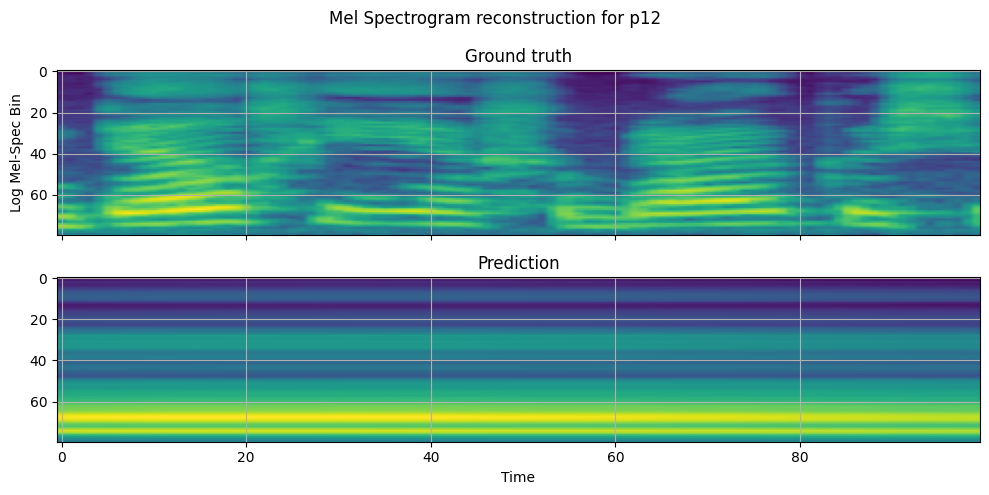 Mel Spectrogram reconstruction for p12
Ground truth
0
20
40
60
Log Mel-Spec Bin
Prediction
0
20
40
60
0 20 40 60 80
Time